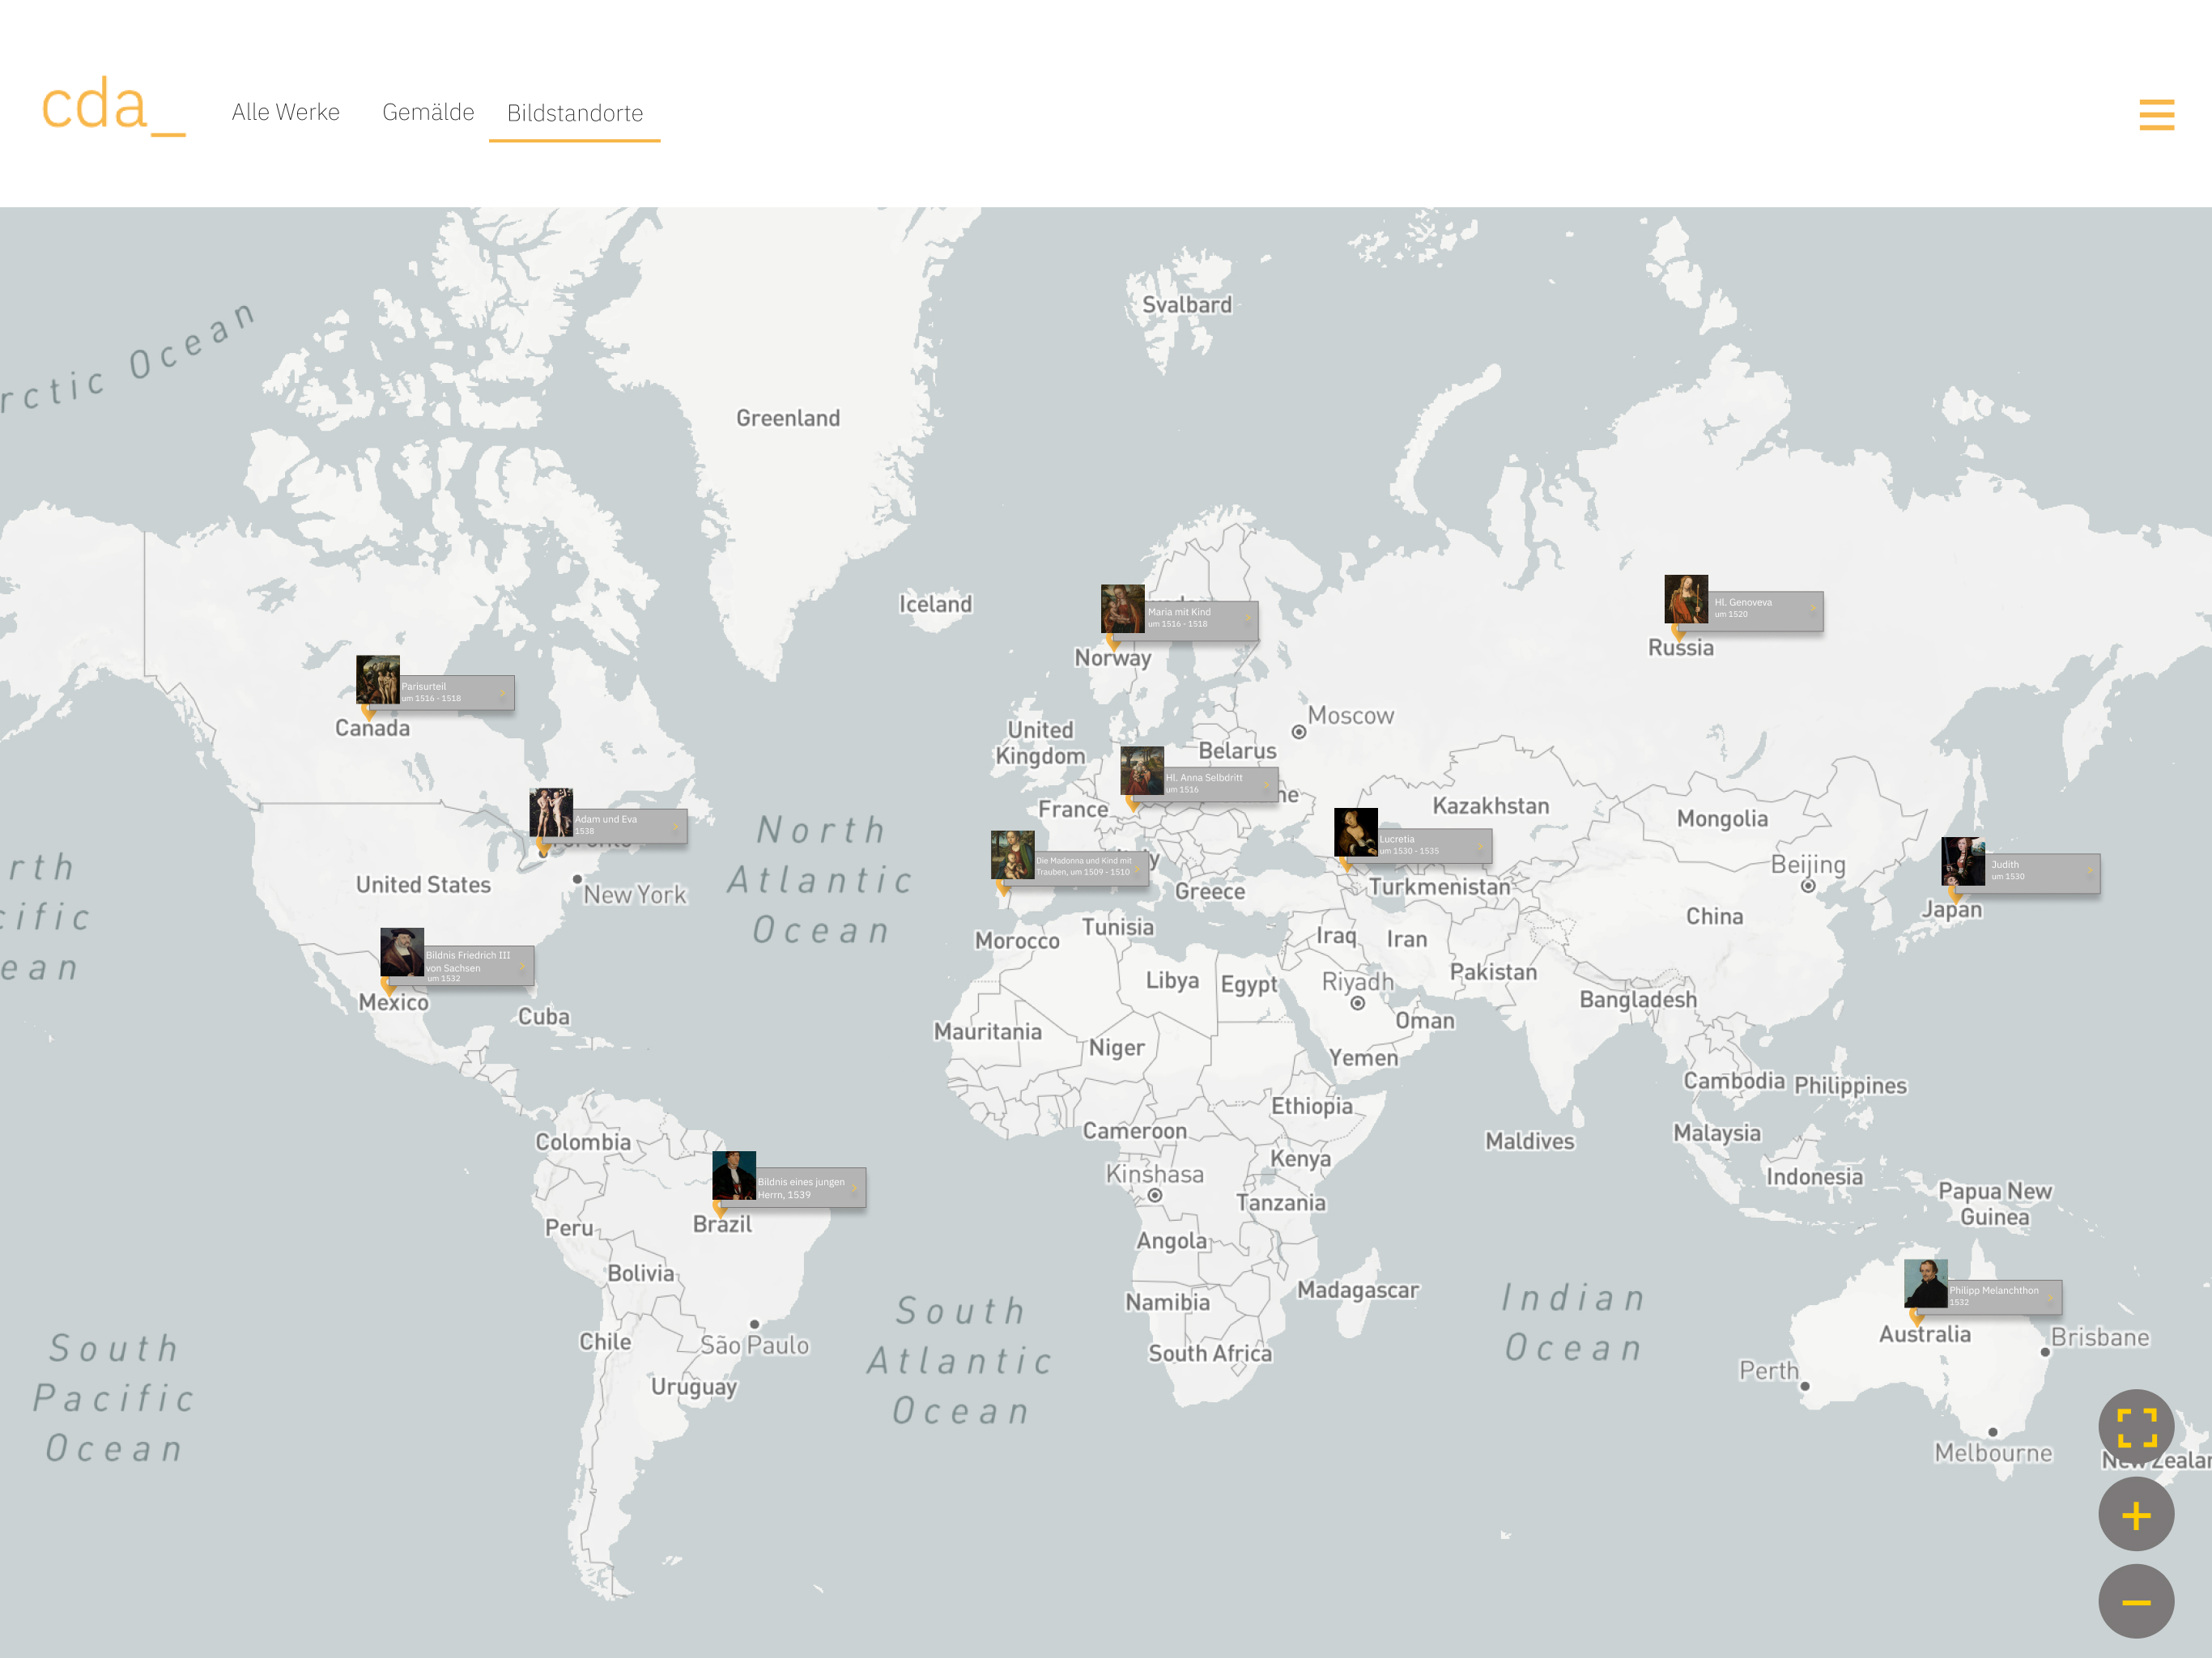 cda_
Alle Werke
Gemälde
Bildstandorte
rctic Ocean
Svalbard
Greenland
Iceland
Maria mit Kind
um 1516 - 1518
Norway
Hl. Genoveva
um 1520
Russia
Parisurteil
um 1516 - 1518
Canada
United
Kingdom
Moscow
Belarus
Hl. Anna Selbdritt
um 1516
ne
France
Adam und Eva
1538
Kazakhstan
Mongolia
North
Atlantic
Ocean
Lucretia
um 1530 - 1535
Die Madonna und Kind mit
Trauben, um 1509 - 1510
y
Beijing
Judith
um 1530
rth
cific
ean
United States
New York
Greece
Turkmenistan
China
Japan
Morocco
Tunisia
Iraq
Iran
Bildnis Friedrich III
von Sachsen
um 1532
Mexico
Cuba
Libya
Egypt
Riyadh
Pakistan
Bangladesh
Oman
Mauritania
Niger
Yemen
Cambodia
Philippines
Ethiopia
Colombia
Cameroon
Maldives
Malaysia
Kinshasa
Kenya
Indonesia
Bildnis eines jungen
Herrn, 1539
Brazil
Peru
Tanzania
Papua New
Guinea
Angola
Bolivia
Madagascar
Namibia
Indian
Ocean
Philipp Melanchthon
1532
Australia
Brisbane
South
Atlantic
Ocean
Chile
São Paulo
South Africa
Perth
Uruguay
South
Pacific
Ocean
Melbourne
New Zealan